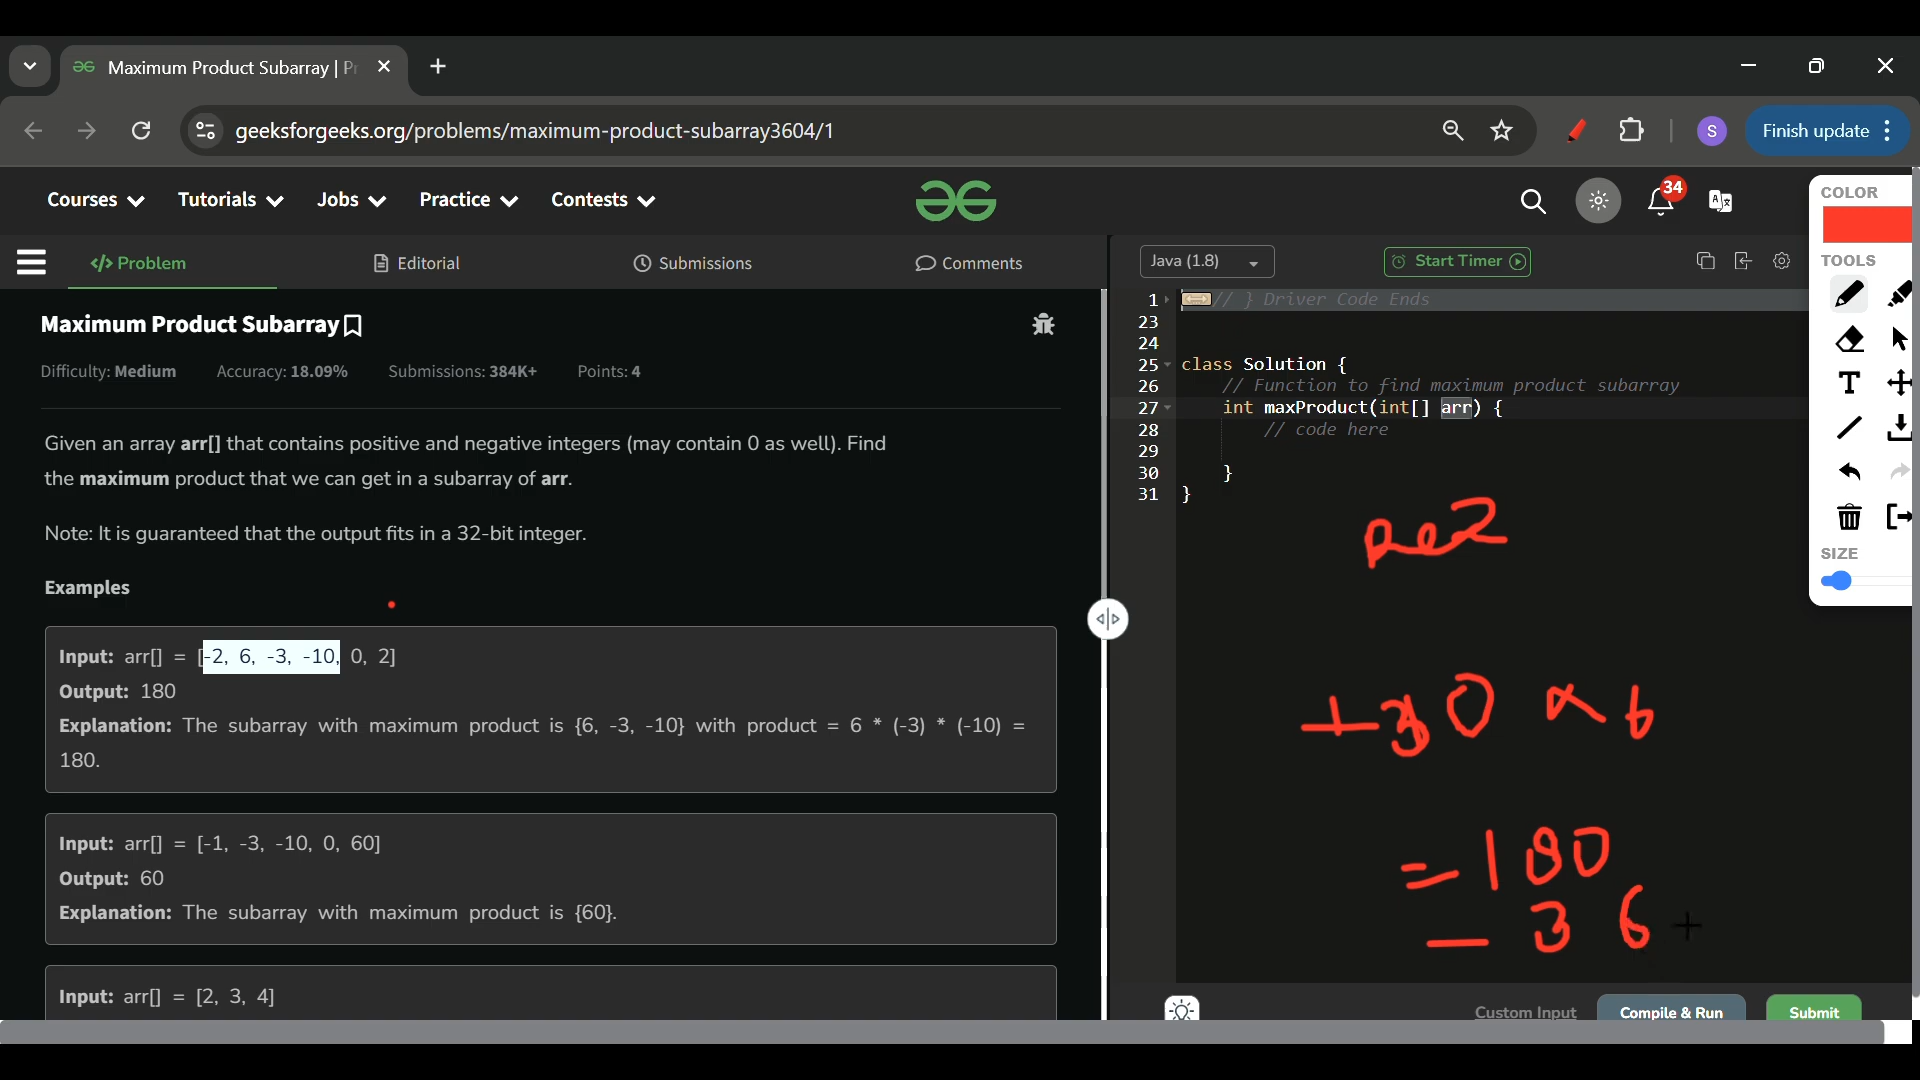 Maximum Product Subarray | Pr
geeksforgeeks.org/problems/maximum-product-subarray3604/1
S
Finish update
Courses
Tutorials
Jobs
Practice
Contests
34
COLOR
</> Problem
Editorial
Submissions
Comments
Java (1.8)
Start Timer
TOOLS
T
SIZE
Maximum Product Subarray
Difficulty: Medium Accuracy: 18.09% Submissions: 384K+ Points: 4
Given an array arr[] that contains positive and negative integers (may contain 0 as well). Find
the maximum product that we can get in a subarray of arr.
Note: It is guaranteed that the output fits in a 32-bit integer.
Examples
Input: arr[] = [-2, 6, -3, -10, 0, 2]
Output: 180
Explanation: The subarray with maximum product is {6, -3, -10} with product = 6 * (-3) * (-10) =
180.
Input: arr[] = [-1, -3, -10, 0, 60]
Output: 60
Explanation: The subarray with maximum product is {60}.
Input: arr[] = [2, 3, 4]
1 // } Driver Code Ends
23
24
25 class Solution {
26 // Function to find maximum product subarray
27 int maxProduct(int[] arr) {
28 // code here
29
30 }
31 }
+30 × 6
= 180
- 36
Custom Input
Compile & Run
Submit